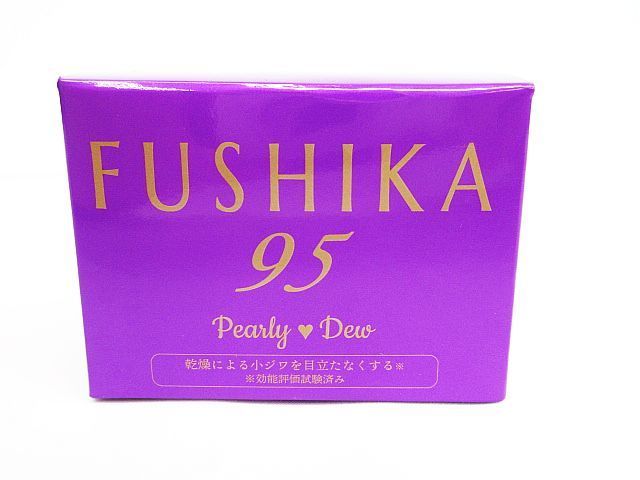 FUSHIKA
95
Pearly ♥ Dew
乾燥による小ジワを目立たなくする※
※効能評価試験済み